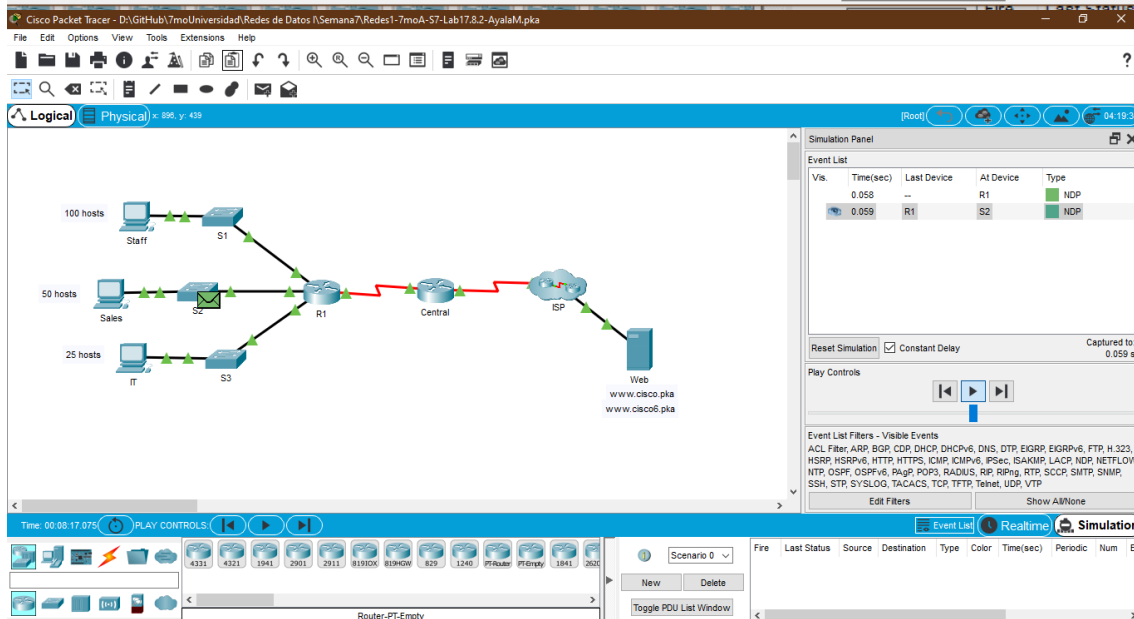 Cisco Packet Tracer - D:\GitHub\7moUniversidad\Redes de Datos I\Semana7\Redes1-7moA-S7-Lab17.8.2-AyalaM.pka
File Edit Options View Tools Extensions Help
?
Logical Physical x: 896, y: 439 [Root] 04:19:3
100 hosts
Staff
S1
50 hosts
Sales
S2
R1
Central
ISP
25 hosts
IT
S3
Web
www.cisco.pka
www.cisco6.pka
Simulation Panel
Event List
Vis. Time(sec) Last Device At Device Type
0.058 -- R1 NDP
0.059 R1 S2 NDP
Reset Simulation Constant Delay Captured to:
0.059 s
Play Controls
Event List Filters - Visible Events
ACL Filter, ARP, BGP, CDP, DHCP, DHCPv6, DNS, DTP, EIGRP, EIGRPv6, FTP, H.323,
HSRP, HSRPv6, HTTP, HTTPS, ICMP, ICMPv6, IPSec, ISAKMP, LACP, NDP, NETFLOW
NTP, OSPF, OSPFv6, PAgP, POP3, RADIUS, RIP, RIPng, RTP, SCCP, SMTP, SNMP,
SSH, STP, SYSLOG, TACACS, TCP, TFTP, Telnet, UDP, VTP
Edit Filters Show All/None
Time: 00:08:17.075 PLAY CONTROLS: Event List Realtime Simulation
4331 4321 1941 2901 2911 819IOX 819HGW 829 1240 PT-Router PT-Empty 1841 262
Router-PT-Empty
Scenario 0
New Delete
Toggle PDU List Window
Fire Last Status Source Destination Type Color Time(sec) Periodic Num E